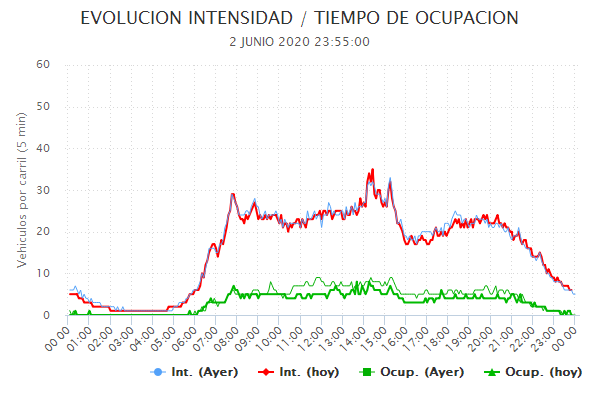 EVOLUCION INTENSIDAD / TIEMPO DE OCUPACION
2 JUNIO 2020 23:55:00
Vehiculos por carril (5 min)
60
50
40
30
20
10
0
00:00 01:00 02:00 03:00 04:00 05:00 06:00 07:00 08:00 09:00 10:00 11:00 12:00 13:00 14:00 15:00 16:00 17:00 18:00 19:00 20:00 21:00 22:00 23:00 00:00
Int. (Ayer) Int. (hoy) Ocup. (Ayer) Ocup. (hoy)